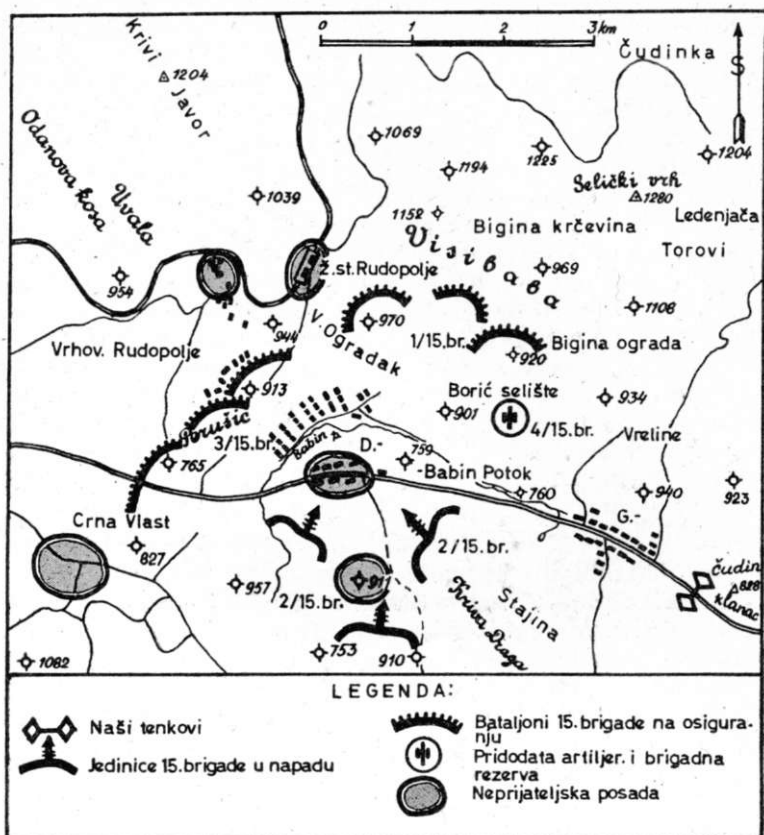 0 1 2 3 km
Krivi
Javor
1204
Čudinka
S
1069
1225
1204
1194
Odanova kosa
Uvala
1039
Selički vrh
1280
Ledenjača
1152
Bigina krčevina
Torovi
Visibaba
954
ž.st. Rudopolje
969
1108
V. Ogradak
970
944
Vrhov. Rudopolje
1/15.br.
920
Bigina ograda
913
Borić selište
934
901
4/15.br.
Brušić
3/15.br.
Babin
D.-
759
Vreline
765
-Babin Potok
760
940
923
G.-
Crna Vlast
827
2/15. br.
957
911
2/15.br.
Kriva Draga
Stajina
Čudin
klanac
828
753
910
1082
LEGENDA:
Naši tenkovi
Jedinice 15.brigade u napadu
Bataljoni 15.brigade na osigura-
nju
Pridodata artiljer. i brigadna
rezerva
Neprijateljska posada